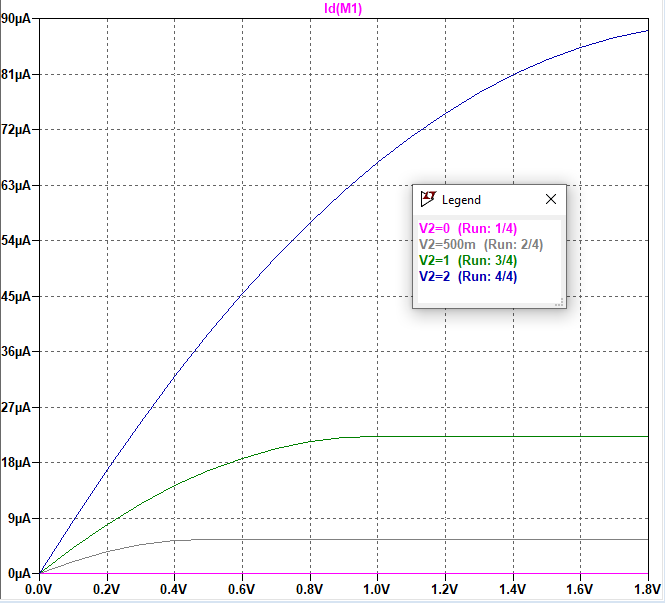 Id(M1)
90µA
81µA
72µA
63µA
54µA
45µA
36µA
27µA
18µA
9µA
0µA
Legend
V2=0 (Run: 1/4)
V2=500m (Run: 2/4)
V2=1 (Run: 3/4)
V2=2 (Run: 4/4)
0.0V 0.2V 0.4V 0.6V 0.8V 1.0V 1.2V 1.4V 1.6V 1.8V